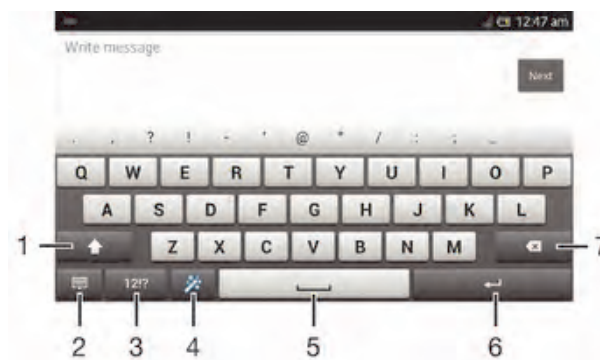 12:47 am
Write message
Next
. , ? ! - ' @ * / : ; _
Q W E R T Y U I O P
A S D F G H J K L
1 Z X C V B N M 7
12!?
2 3 4 5 6